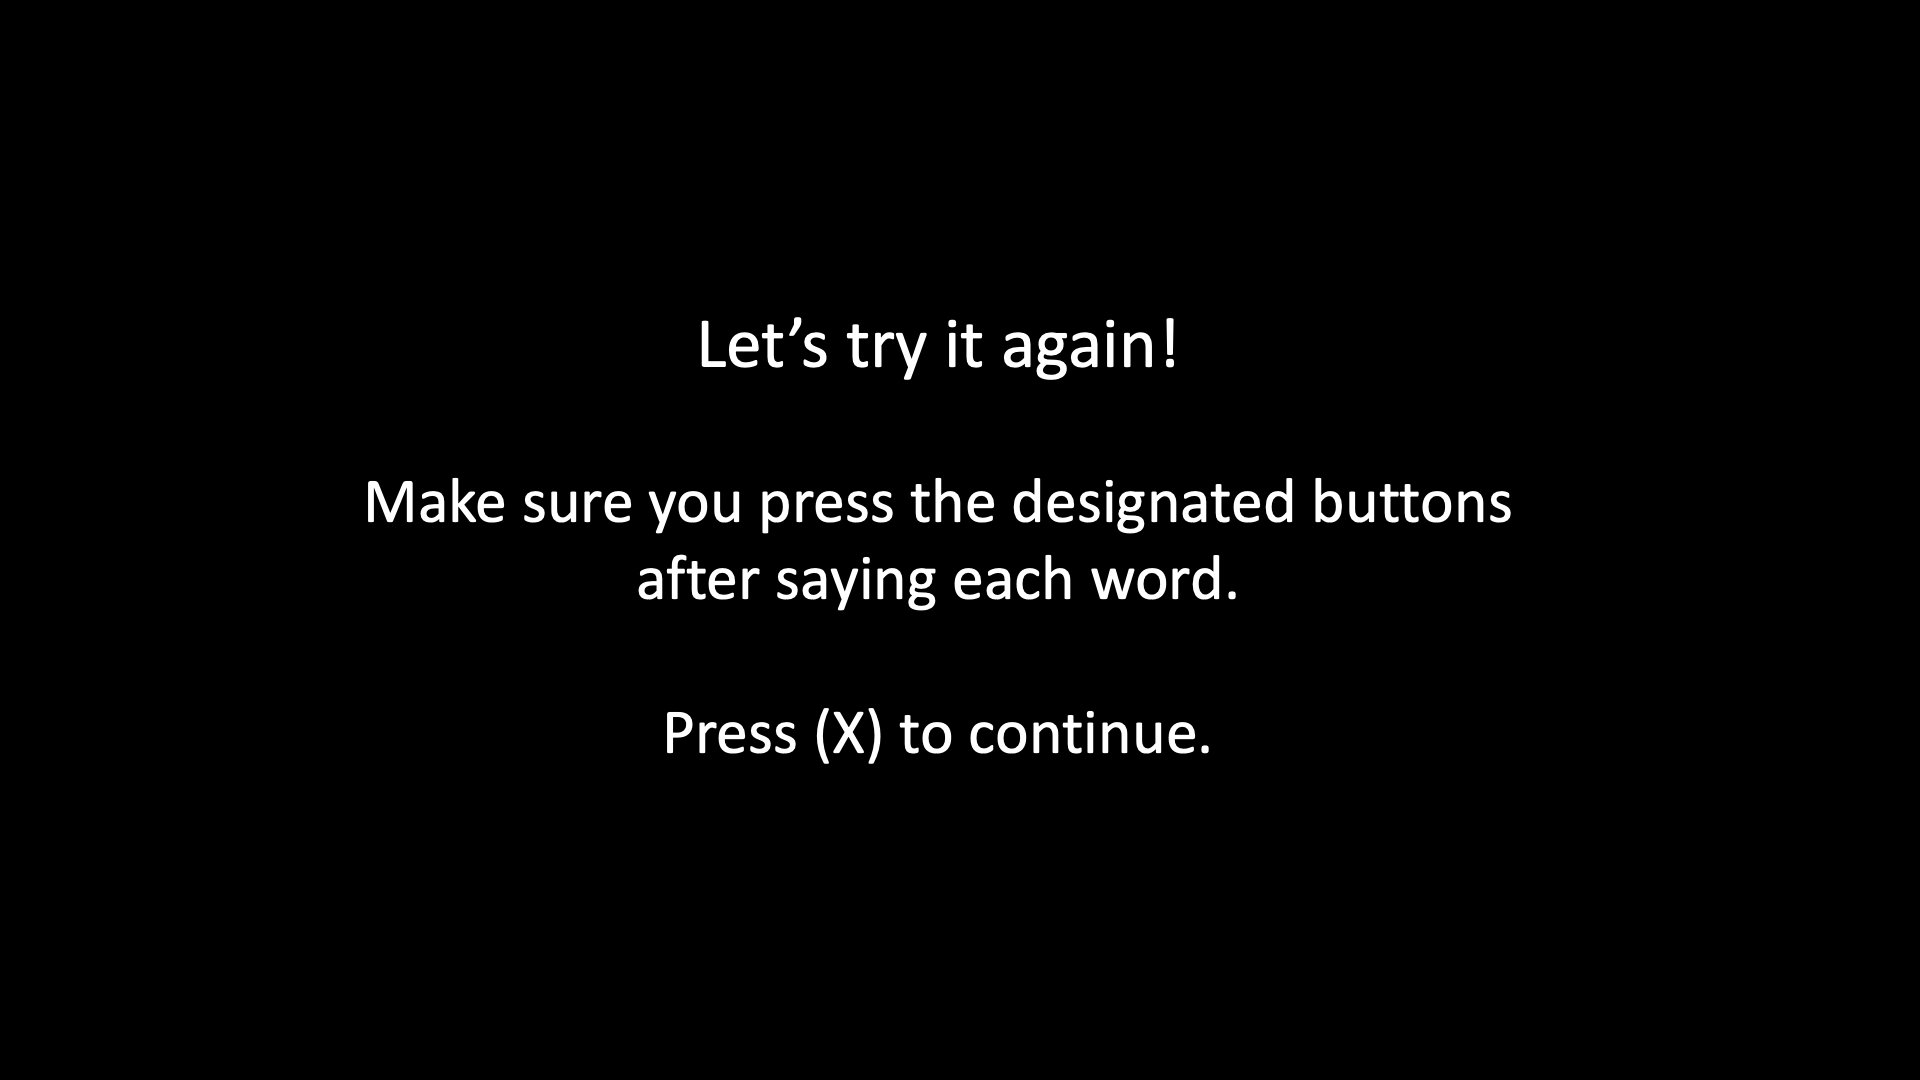 Let’s try it again!
Make sure you press the designated buttons
after saying each word.
Press (X) to continue.